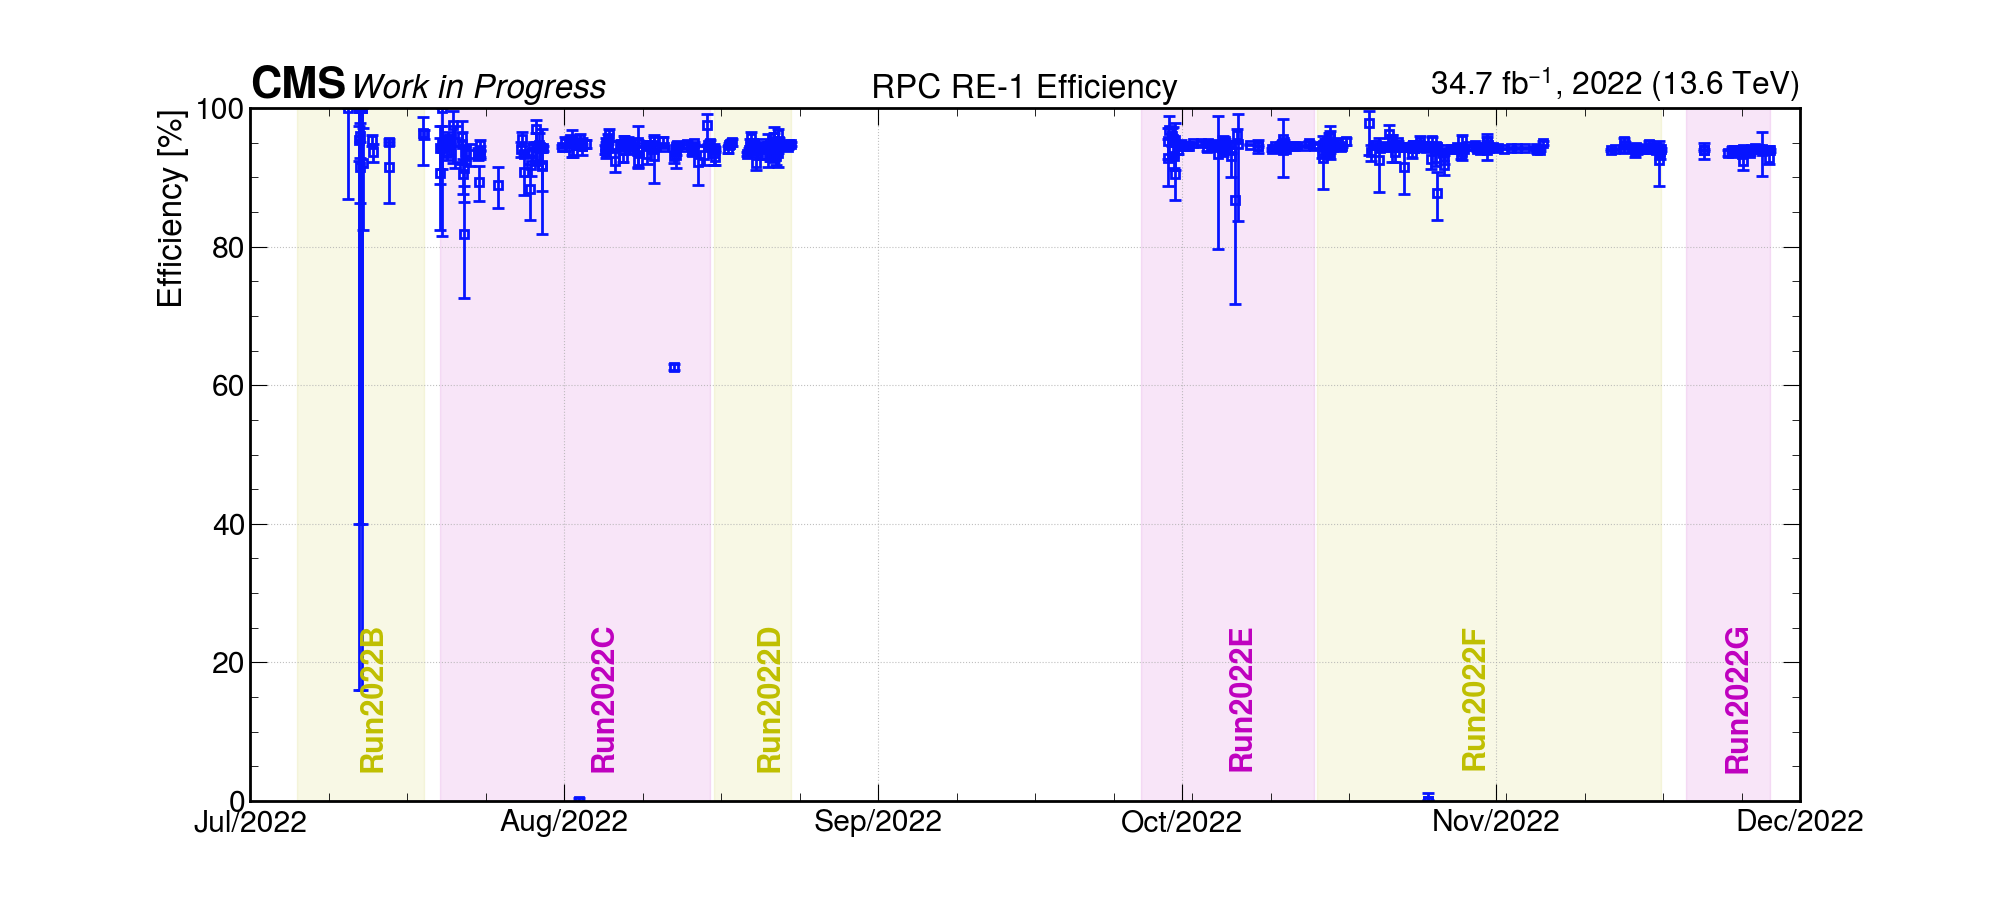 CMS Work in Progress RPC RE-1 Efficiency 34.7 fb⁻¹, 2022 (13.6 TeV)
Efficiency [%]
100
80
60
40
20
0
Run2022B Run2022C Run2022D Run2022E Run2022F Run2022G
Jul/2022 Aug/2022 Sep/2022 Oct/2022 Nov/2022 Dec/2022